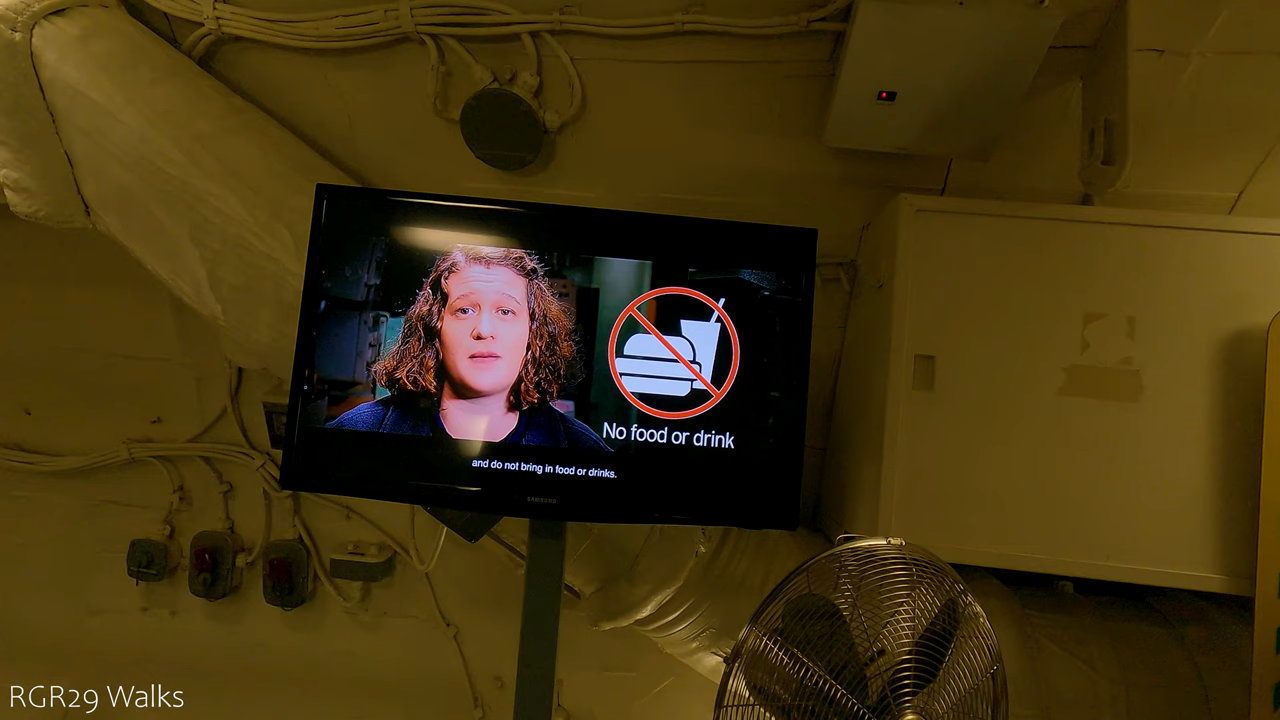 No food or drink
and do not bring in food or drinks.
SAMSUNG
RGR29 Walks